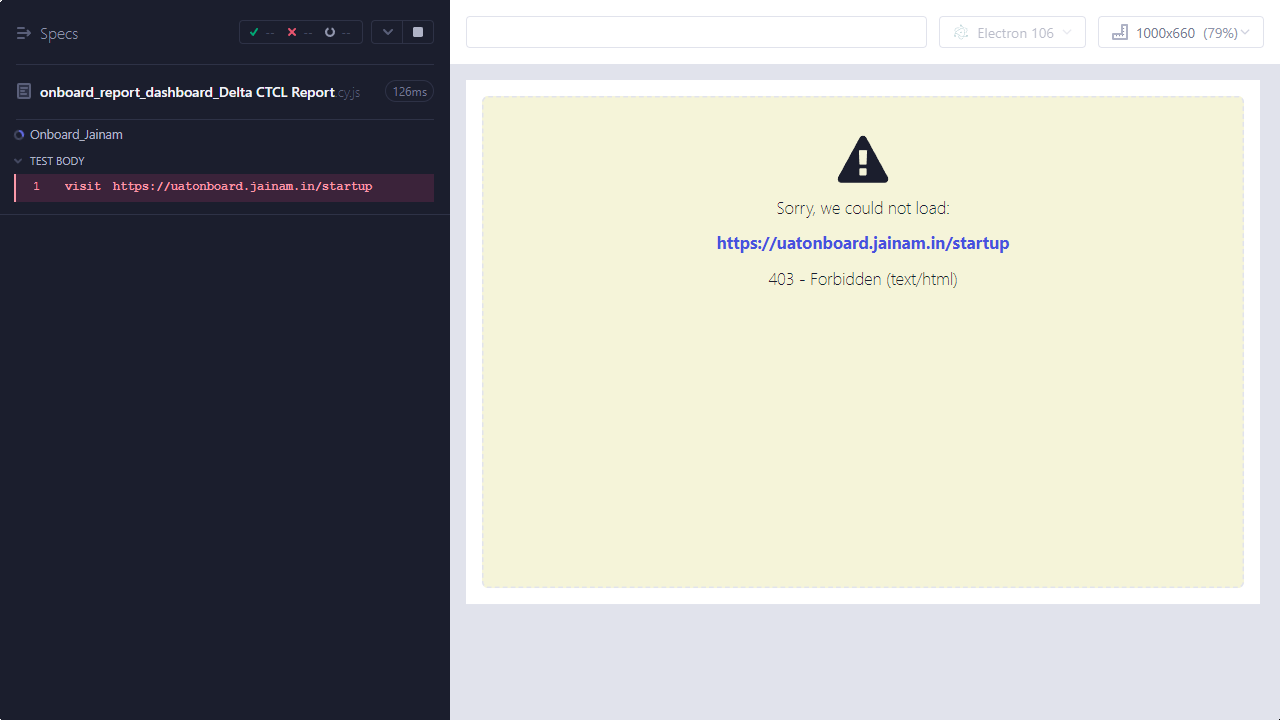 Specs
-- -- --
onboard_report_dashboard_Delta CTCL Report.cy.js 126ms
Onboard_Jainam
TEST BODY
1 visit https://uatonboard.jainam.in/startup
Electron 106
1000x660 (79%)
Sorry, we could not load:
https://uatonboard.jainam.in/startup
403 - Forbidden (text/html)